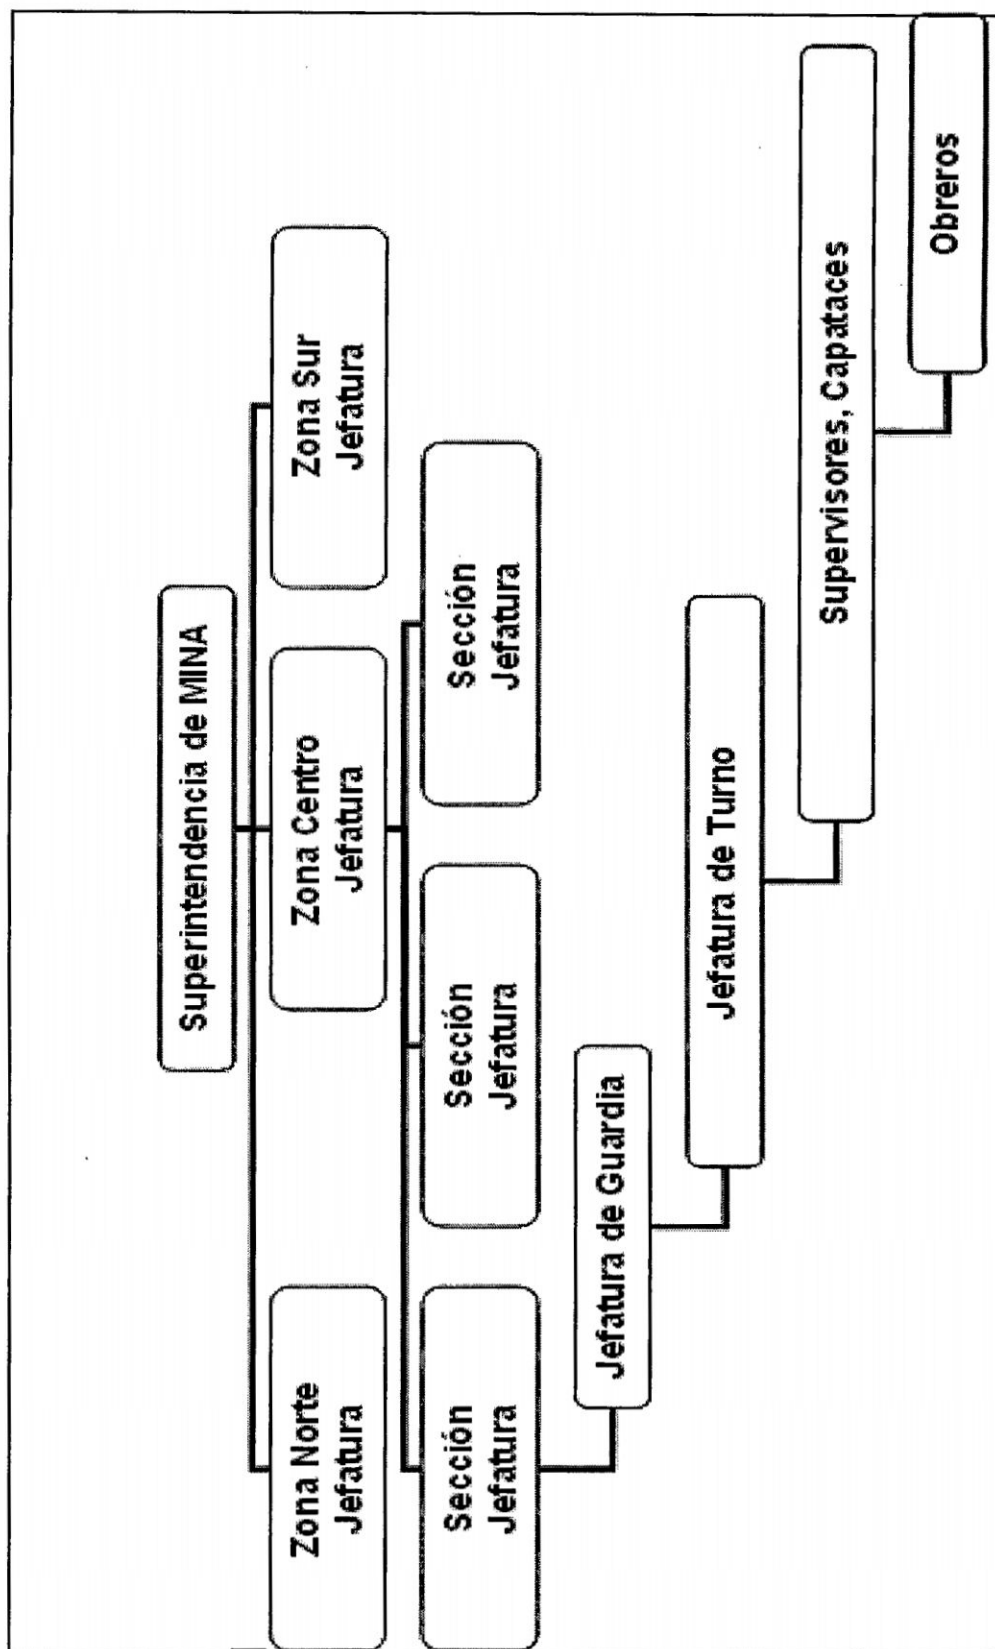 Superintendencia de MINA
Zona Norte
Jefatura
Zona Centro
Jefatura
Zona Sur
Jefatura
Sección
Jefatura
Sección
Jefatura
Sección
Jefatura
Jefatura de Guardia
Jefatura de Turno
Supervisores, Capataces
Obreros